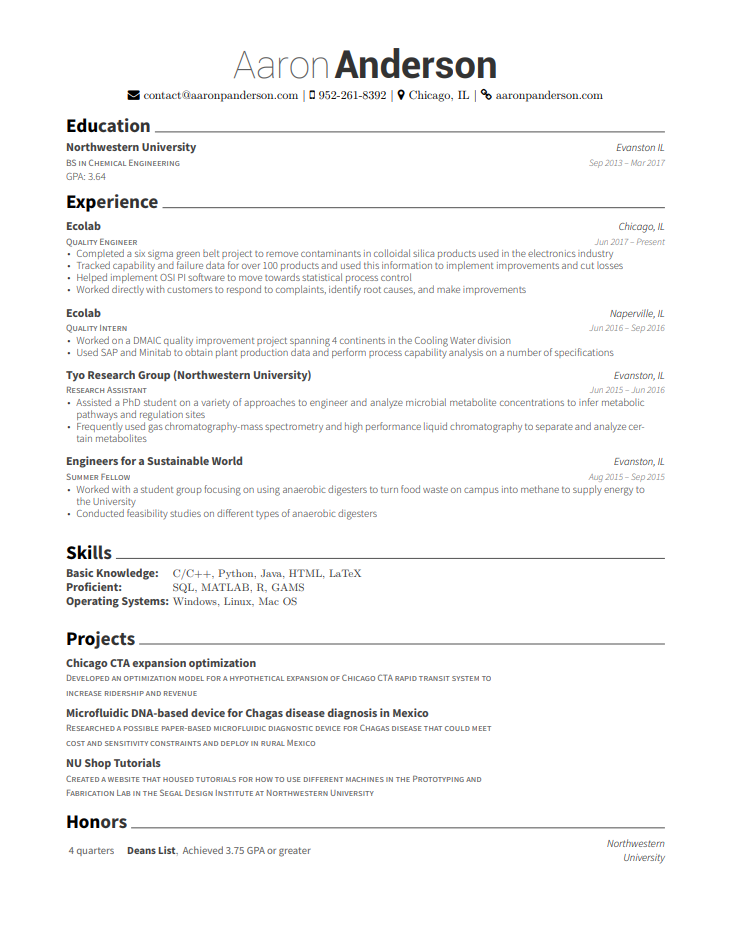 Aaron Anderson
contact@aaronpanderson.com | 952-261-8392 | Chicago, IL | aaronpanderson.com
Education
Northwestern University Evanston IL
BS in Chemical Engineering Sep 2013 – Mar 2017
GPA: 3.64
Experience
Ecolab Chicago, IL
Quality Engineer Jun 2017 – Present
• Completed a six sigma green belt project to remove contaminants in colloidal silica products used in the electronics industry
• Tracked capability and failure data for over 100 products and used this information to implement improvements and cut losses
• Helped implement OSI PI software to move towards statistical process control
• Worked directly with customers to respond to complaints, identify root causes, and make improvements
Ecolab Naperville, IL
Quality Intern Jun 2016 – Sep 2016
• Worked on a DMAIC quality improvement project spanning 4 continents in the Cooling Water division
• Used SAP and Minitab to obtain plant production data and perform process capability analysis on a number of specifications
Tyo Research Group (Northwestern University) Evanston, IL
Research Assistant Jun 2015 – Jun 2016
• Assisted a PhD student on a variety of approaches to engineer and analyze microbial metabolite concentrations to infer metabolic
pathways and regulation sites
• Frequently used gas chromatography-mass spectrometry and high performance liquid chromatography to separate and analyze cer-
tain metabolites
Engineers for a Sustainable World Evanston, IL
Summer Fellow Aug 2015 – Sep 2015
• Worked with a student group focusing on using anaerobic digesters to turn food waste on campus into methane to supply energy to
the University
• Conducted feasibility studies on different types of anaerobic digesters
Skills
Basic Knowledge: C/C++, Python, Java, HTML, LaTeX
Proficient: SQL, MATLAB, R, GAMS
Operating Systems: Windows, Linux, Mac OS
Projects
Chicago CTA expansion optimization
Developed an optimization model for a hypothetical expansion of Chicago CTA rapid transit system to
increase ridership and revenue
Microfluidic DNA-based device for Chagas disease diagnosis in Mexico
Researched a possible paper-based microfluidic diagnostic device for Chagas disease that could meet
cost and sensitivity constraints and deploy in rural Mexico
NU Shop Tutorials
Created a website that housed tutorials for how to use different machines in the Prototyping and
Fabrication Lab in the Segal Design Institute at Northwestern University
Honors
4 quarters Deans List, Achieved 3.75 GPA or greater Northwestern
University